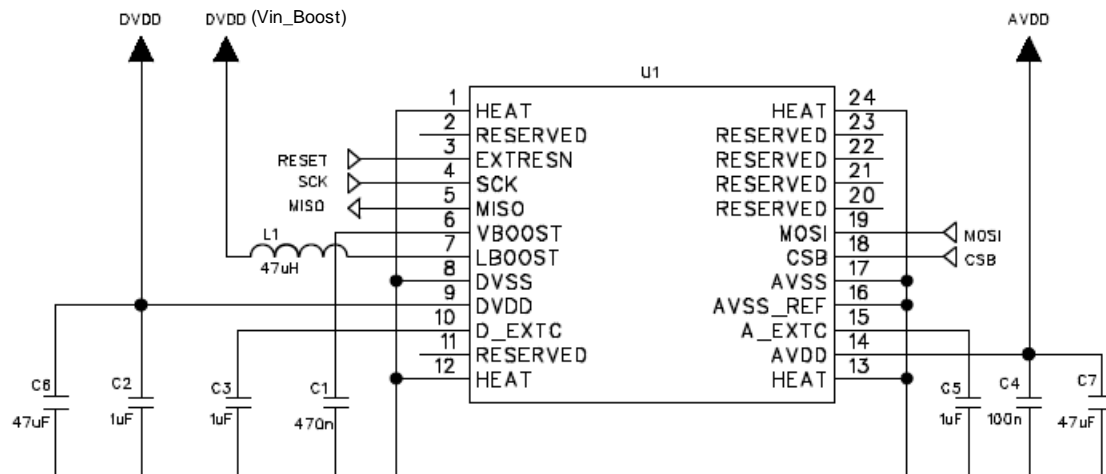 DVDD DVDD (Vin_Boost) AVDD
U1
1 HEAT HEAT 24
2 RESERVED RESERVED 23
RESET 3 EXTRESN RESERVED 22
SCK 4 SCK RESERVED 21
MISO 5 MISO RESERVED 20
6 VBOOST MOSI 19 MOSI
L1 47uH 7 LBOOST CSB 18 CSB
8 DVSS AVSS 17
9 DVDD AVSS_REF 16
10 D_EXTC A_EXTC 15
11 RESERVED AVDD 14
12 HEAT HEAT 13
C6 C2 C3 C1 C5 C4 C7
47uF 1uF 1uF 470n 1uF 100n 47uF